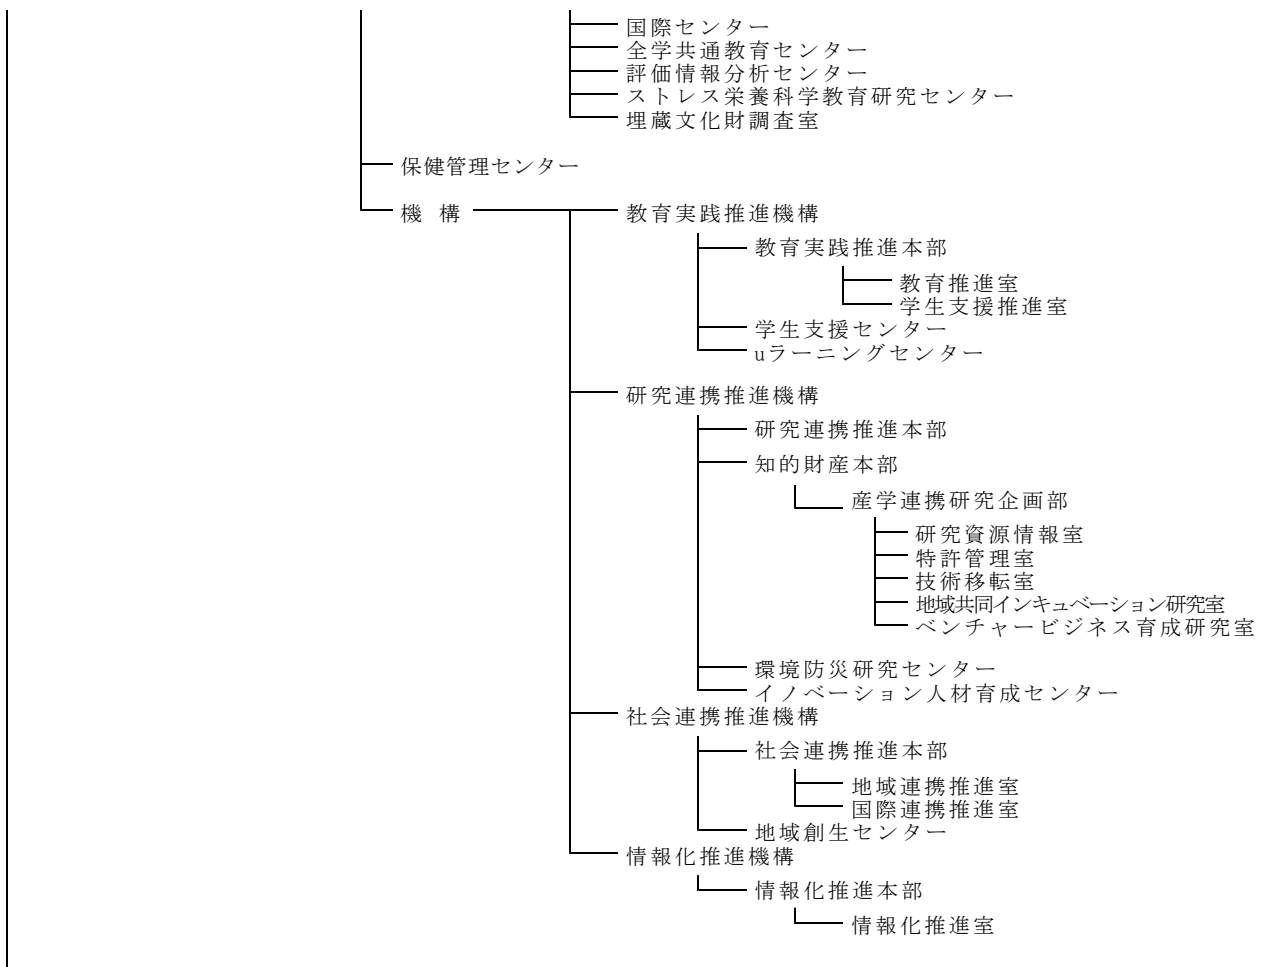 国際センター
全学共通教育センター
評価情報分析センター
ストレス栄養科学教育研究センター
埋蔵文化財調査室
保健管理センター
機 構
教育実践推進機構
教育実践推進本部
教育推進室
学生支援推進室
学生支援センター
uラーニングセンター
研究連携推進機構
研究連携推進本部
知的財産本部
産学連携研究企画部
研究資源情報室
特許管理室
技術移転室
地域共同インキュベーション研究室
ベンチャービジネス育成研究室
環境防災研究センター
イノベーション人材育成センター
社会連携推進機構
社会連携推進本部
地域連携推進室
国際連携推進室
地域創生センター
情報化推進機構
情報化推進本部
情報化推進室